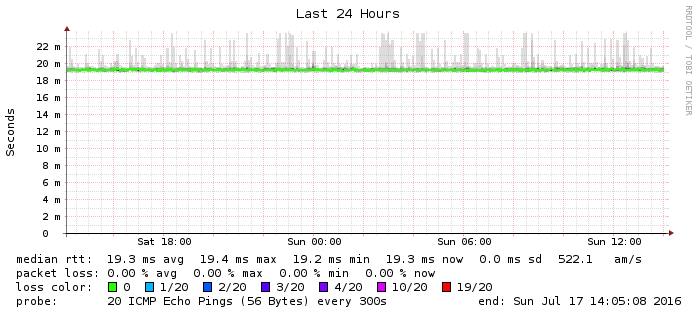 Last 24 Hours
RRDTOOL / TOBI OETIKER
Seconds
22 m
20 m
18 m
16 m
14 m
12 m
10 m
8 m
6 m
4 m
2 m
0
Sat 18:00 Sun 00:00 Sun 06:00 Sun 12:00
median rtt: 19.3 ms avg 19.4 ms max 19.2 ms min 19.3 ms now 0.0 ms sd 522.1 am/s
packet loss: 0.00 % avg 0.00 % max 0.00 % min 0.00 % now
loss color: 0 1/20 2/20 3/20 4/20 10/20 19/20
probe: 20 ICMP Echo Pings (56 Bytes) every 300s end: Sun Jul 17 14:05:08 2016